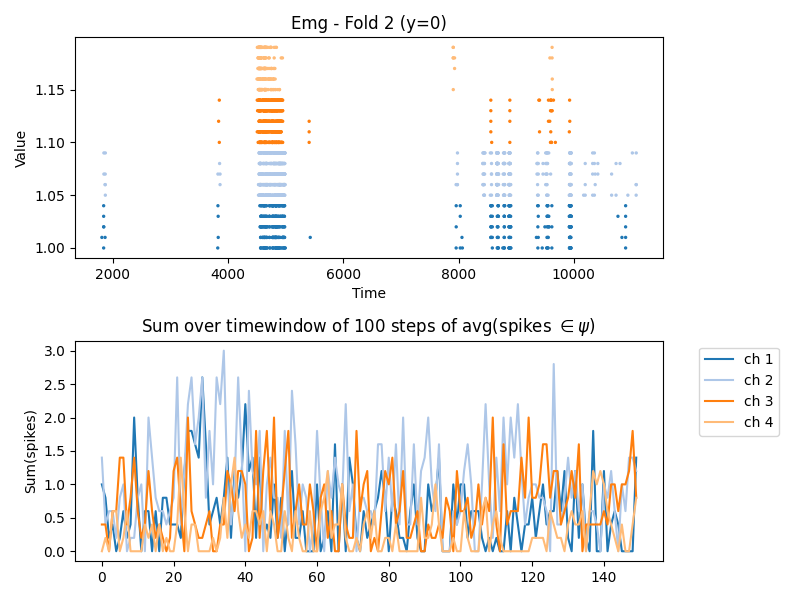 Emg - Fold 2 (y=0)
Value
1.15
1.10
1.05
1.00
2000 4000 6000 8000 10000
Time
Sum over timewindow of 100 steps of avg(spikes ∈ ψ)
Sum(spikes)
3.0
2.5
2.0
1.5
1.0
0.5
0.0
0 20 40 60 80 100 120 140
ch 1
ch 2
ch 3
ch 4